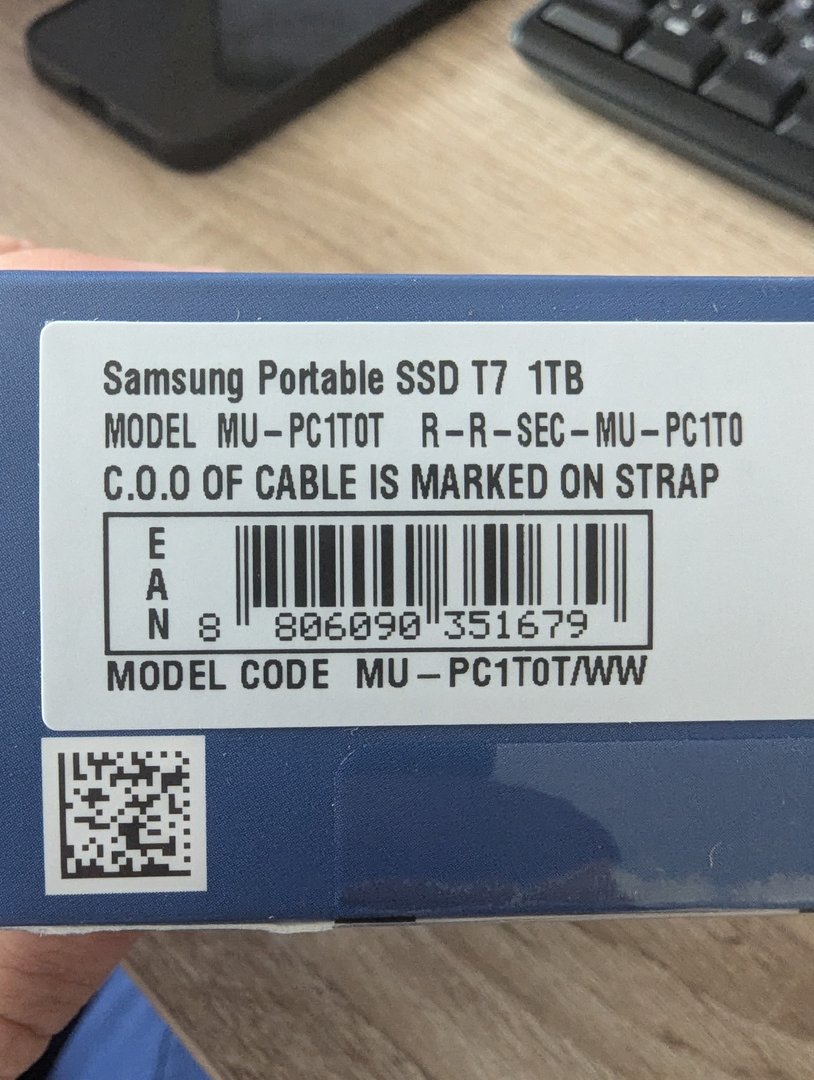 Samsung Portable SSD T7 1TB
MODEL MU-PC1T0T R-R-SEC-MU-PC1T0
C.O.O OF CABLE IS MARKED ON STRAP
EAN
8 806090 351679
MODEL CODE MU-PC1T0T/WW